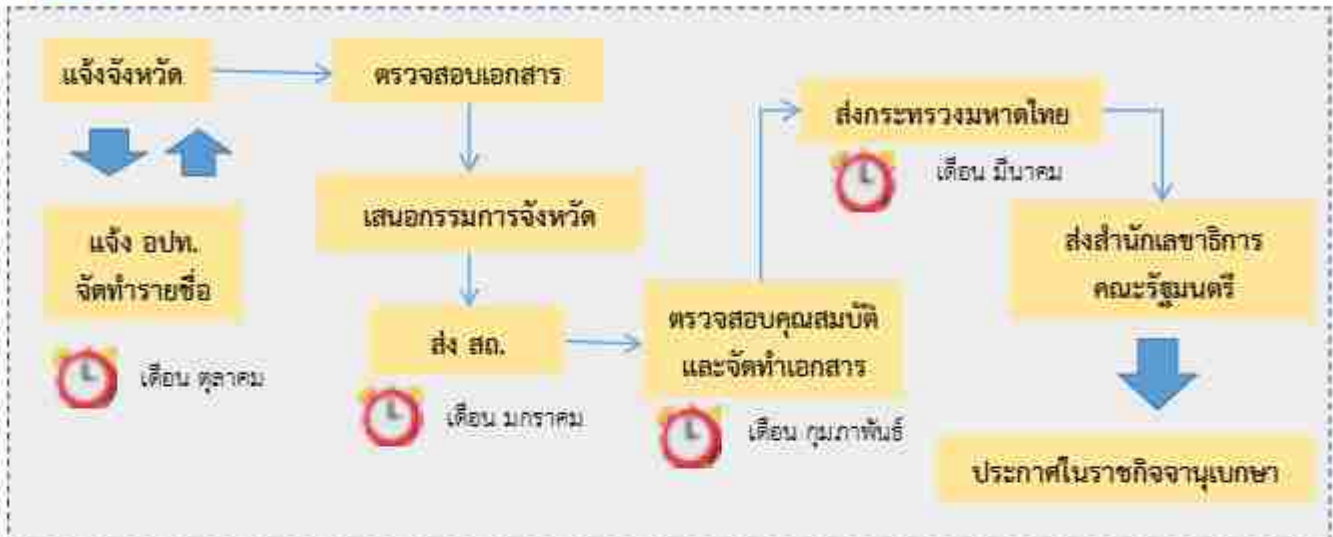 แจ้งจังหวัด
แจ้ง อปท.
จัดทำรายชื่อ
เดือน ตุลาคม
ตรวจสอบเอกสาร
เสนอกรรมการจังหวัด
ส่ง สถ.
เดือน มกราคม
ตรวจสอบคุณสมบัติ
และจัดทำเอกสาร
เดือน กุมภาพันธ์
ส่งกระทรวงมหาดไทย
เดือน มีนาคม
ส่งสำนักเลขาธิการ
คณะรัฐมนตรี
ประกาศในราชกิจจานุเบกษา